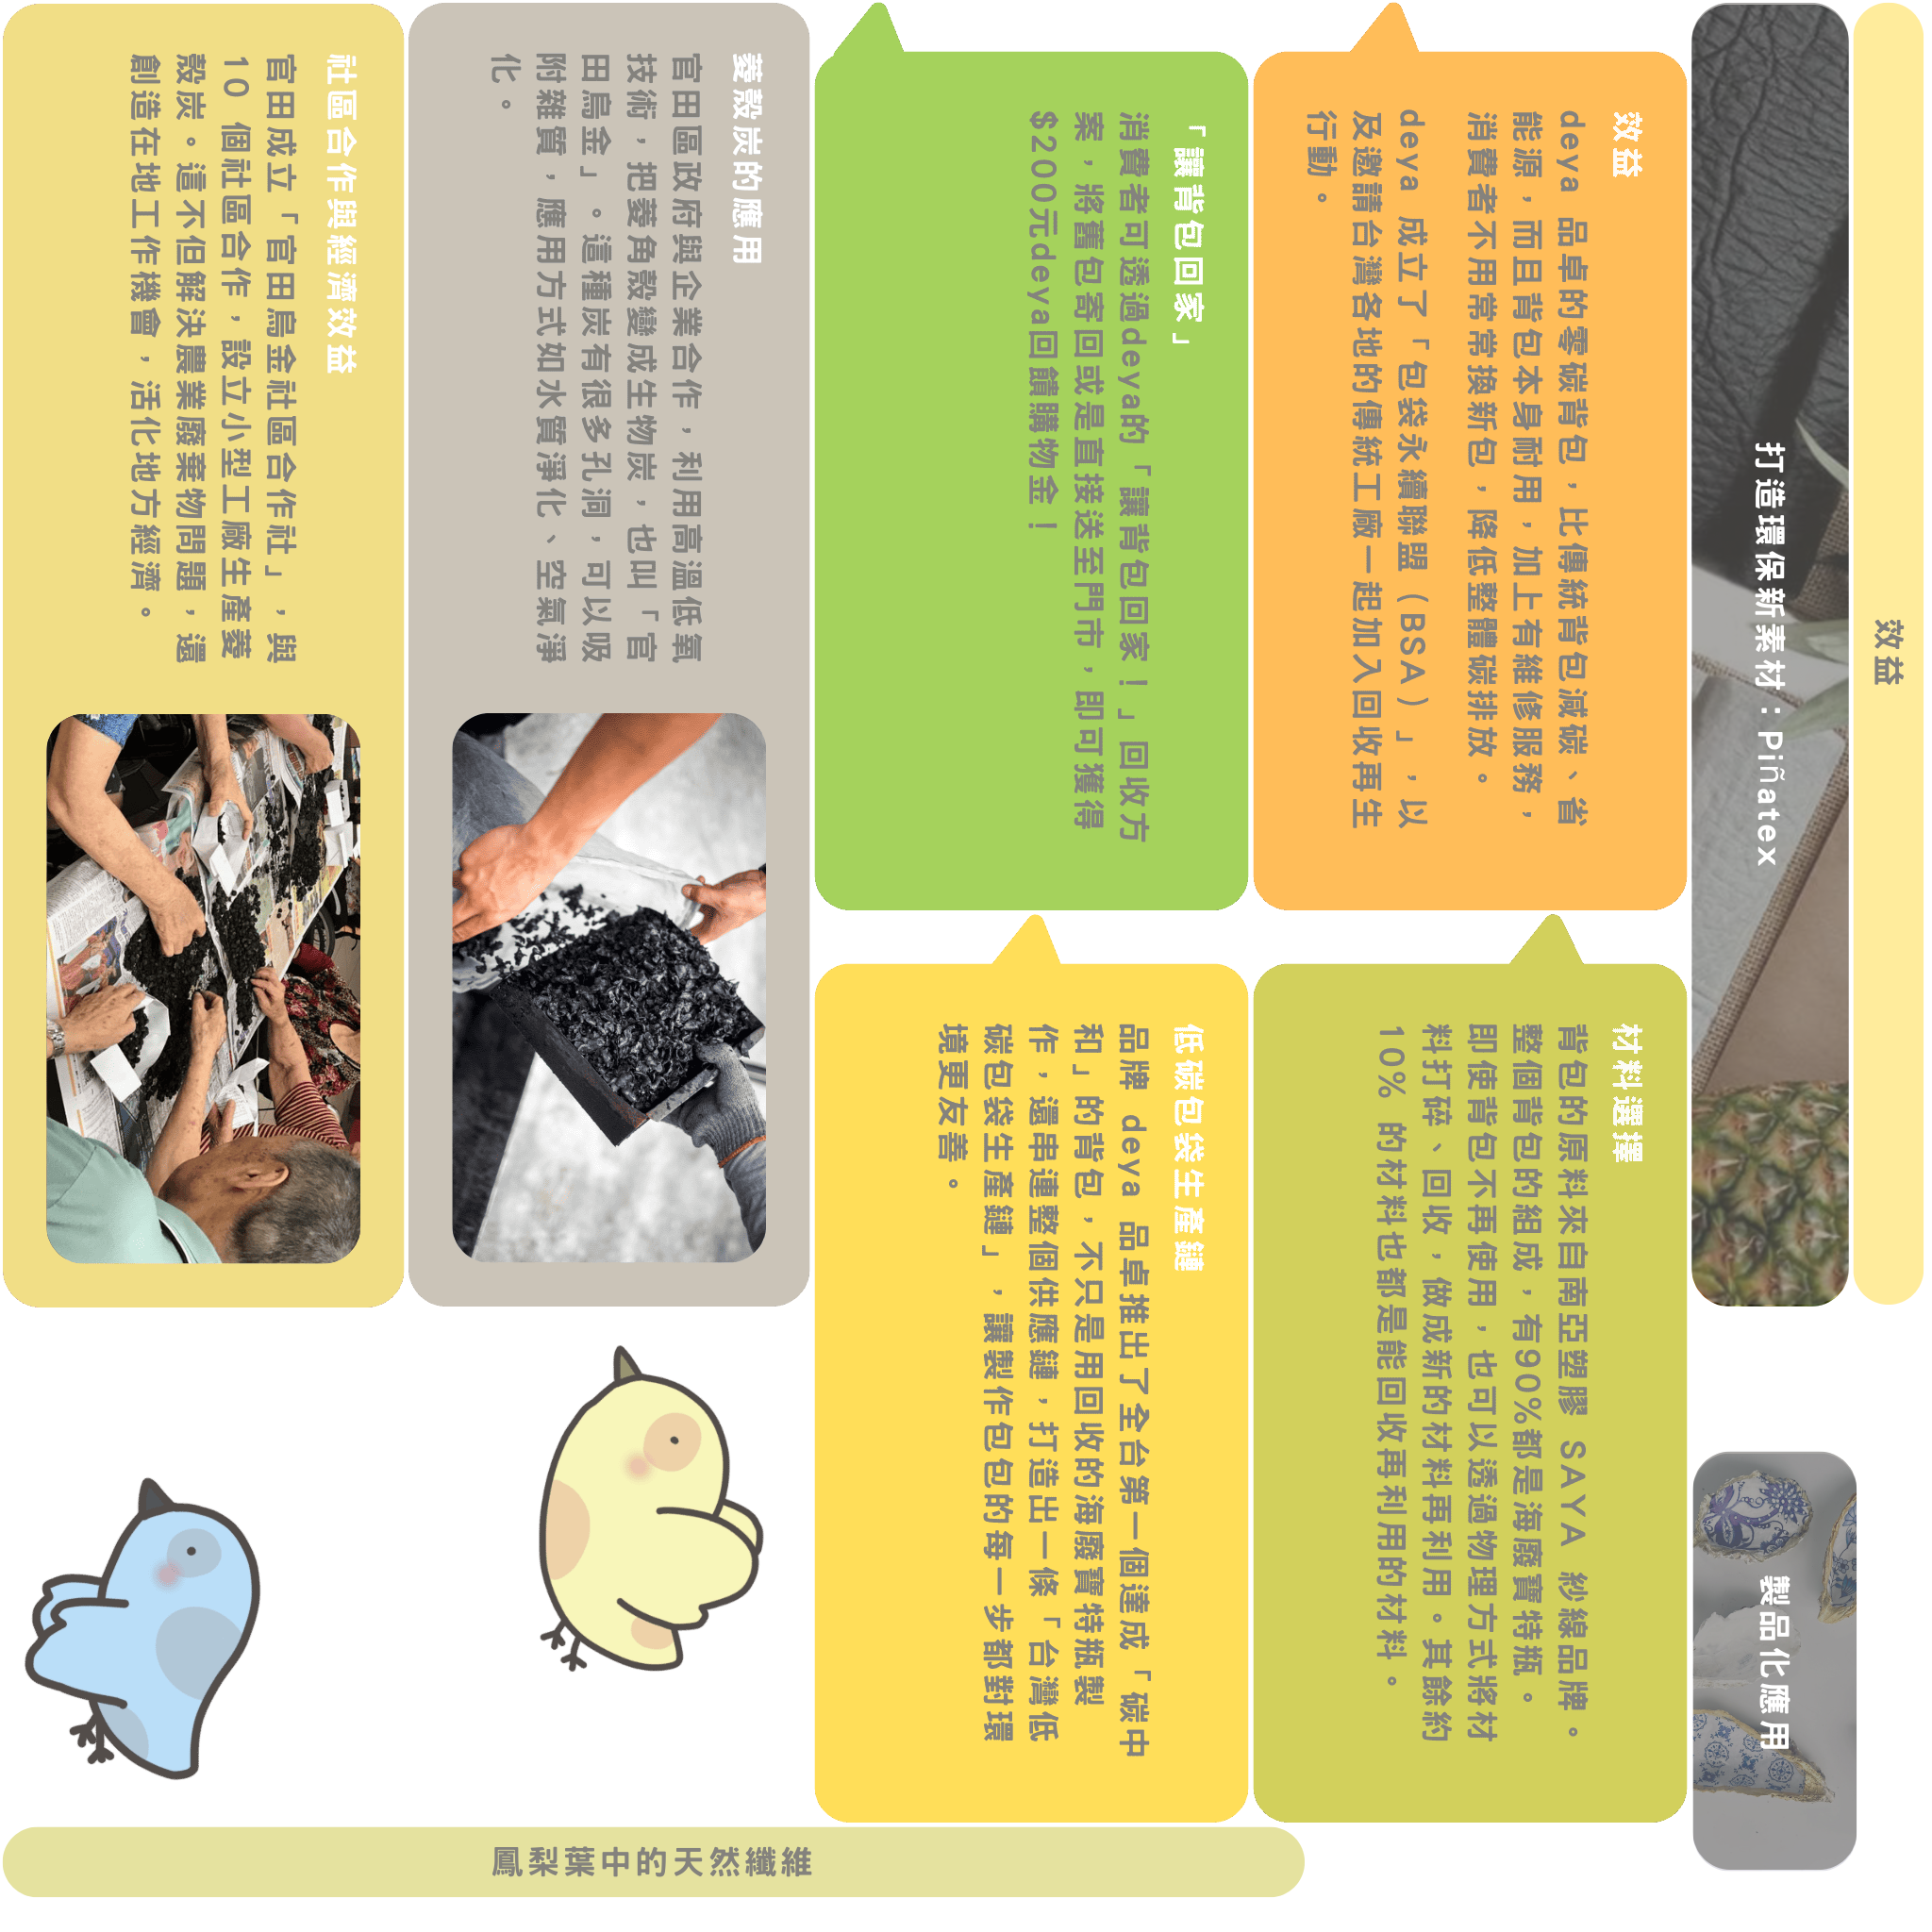 效益
打造環保新素材：Piñatex
製品化應用
效益
deya 品卓的零碳背包，比傳統背包減碳、省
能源，而且背包本身耐用，加上有維修服務，
消費者不用常常換新包，降低整體碳排放。
deya 成立了「包袋永續聯盟（BSA）」，以
及邀請台灣各地的傳統工廠一起加入回收再生
行動。
材料選擇
背包的原料來自南亞塑膠 SAYA 紗線品牌。
整個背包的組成，有90%都是海廢寶特瓶。
即使背包不再使用，也可以透過物理方式將材
料打碎、回收，做成新的材料再利用。其餘約
10% 的材料也都是能回收再利用的材料。
「讓背包回家」
消費者可透過deya的「讓背包回家！」回收方
案，將舊包寄回或是直接送至門市，即可獲得
$200元deya回饋購物金！
低碳包袋生產鏈
品牌 deya 品卓推出了全台第一個達成「碳中
和」的背包，不只是用回收的海廢寶特瓶製
作，還串連整個供應鏈，打造出一條「台灣低
碳包袋生產鏈」，讓製作包包的每一步都對環
境更友善。
菱殼炭的應用
官田區政府與企業合作，利用高溫低氧
技術，把菱角殼變成生物炭，也叫「官
田烏金」。這種炭有很多孔洞，可以吸
附雜質，應用方式如水質淨化、空氣淨
化。
社區合作與經濟效益
官田成立「官田烏金社區合作社」，與
10 個社區合作，設立小型工廠生產菱
殼炭。這不但解決農業廢棄物問題，還
創造在地工作機會，活化地方經濟。
鳳梨葉中的天然纖維